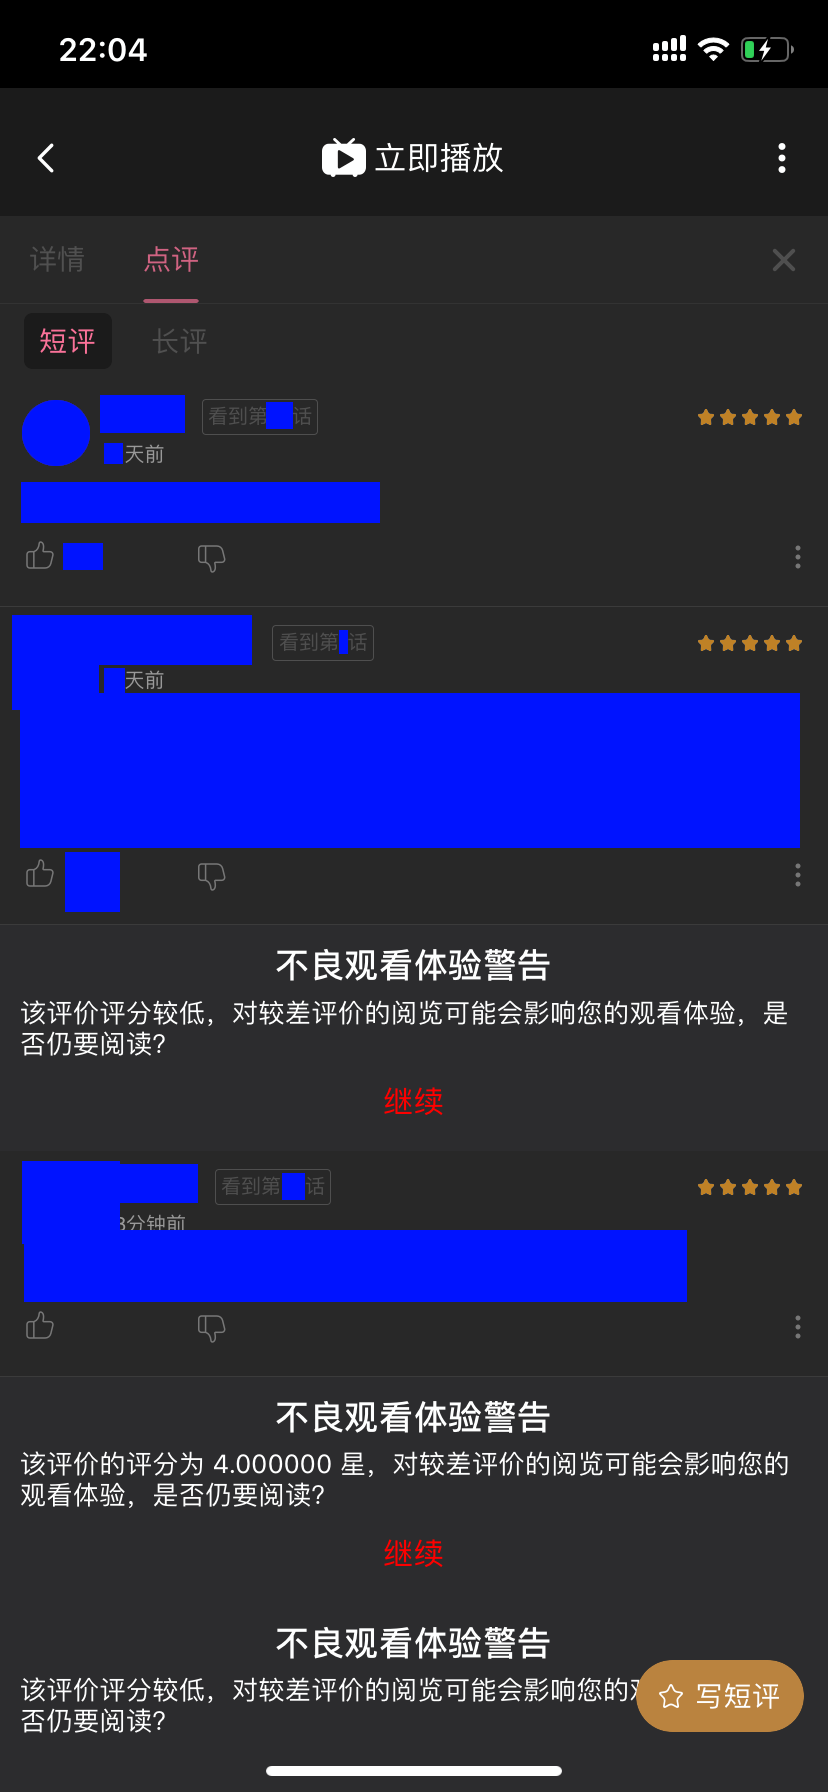 22:04
立即播放
详情 点评
短评 长评
看到第 话
天前
看到第 话
天前
不良观看体验警告
该评价评分较低，对较差评价的阅览可能会影响您的观看体验，是
否仍要阅读?
继续
看到第 话
分钟前
不良观看体验警告
该评价的评分为 4.000000 星，对较差评价的阅览可能会影响您的
观看体验，是否仍要阅读?
继续
不良观看体验警告
该评价评分较低，对较差评价的阅览可能会影响您的
否仍要阅读?
写短评